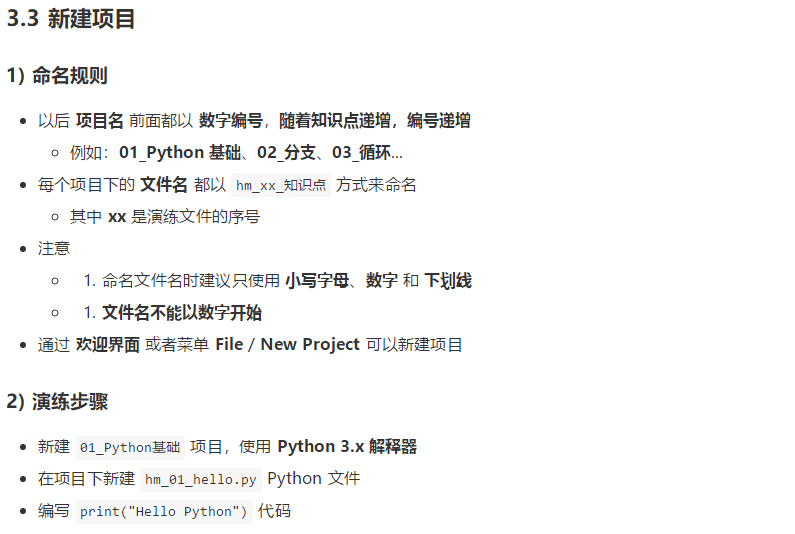 3.3 新建项目
1) 命名规则
以后 项目名 前面都以 数字编号，随着知识点递增，编号递增
例如：01_Python 基础、02_分支、03_循环...
每个项目下的 文件名 都以 hm_xx_知识点 方式来命名
其中 xx 是演练文件的序号
注意
1. 命名文件名时建议只使用 小写字母、数字 和 下划线
1. 文件名不能以数字开始
通过 欢迎界面 或者菜单 File / New Project 可以新建项目
2) 演练步骤
新建 01_Python基础 项目，使用 Python 3.x 解释器
在项目下新建 hm_01_hello.py Python 文件
编写 print("Hello Python") 代码